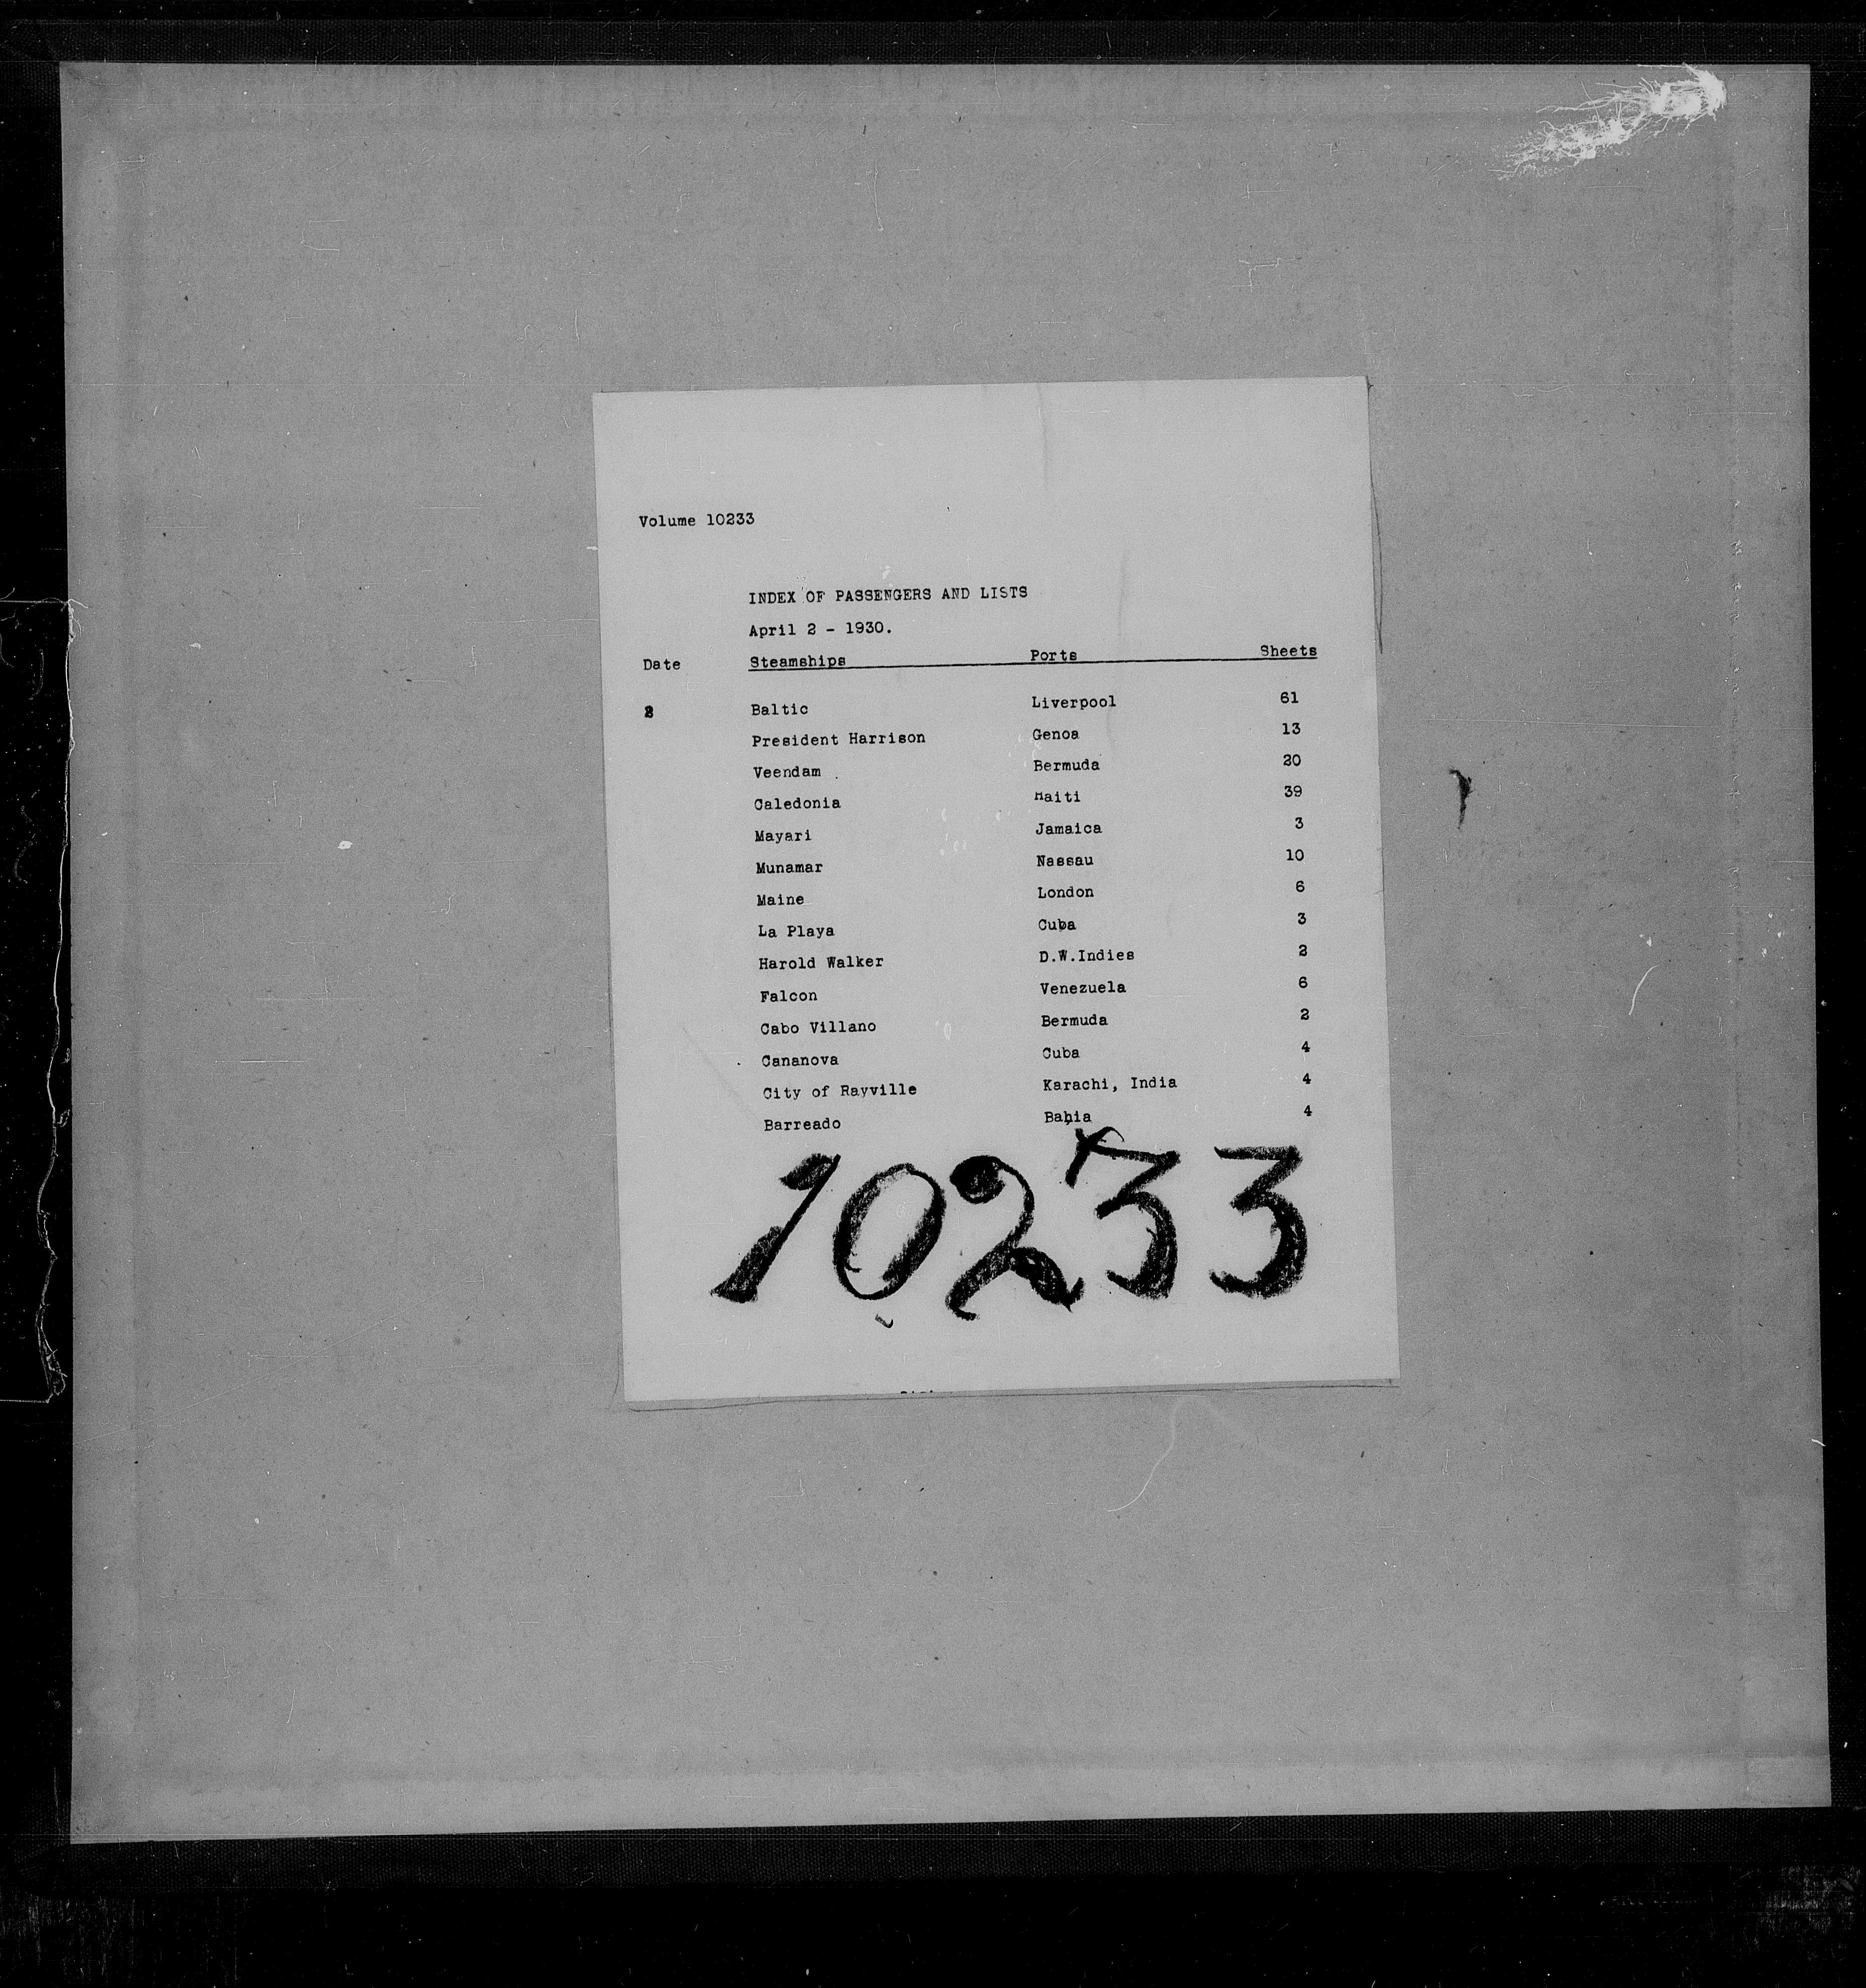 Volume 10233
INDEX OF PASSENGERS AND LISTS
April 2 - 1930.
Date Steamships Ports Sheets
2 Baltic Liverpool 61
President Harrison Genoa 13
Veendam Bermuda 20
Caledonia Haiti 39
Mayari Jamaica 3
Munamar Nassau 10
Maine London 6
La Playa Cuba 3
Harold Walker D.W.Indies 2
Falcon Venezuela 6
Cabo Villano Bermuda 2
Cananova Cuba 4
City of Rayville Karachi, India 4
Barreado Bahia 4
10233